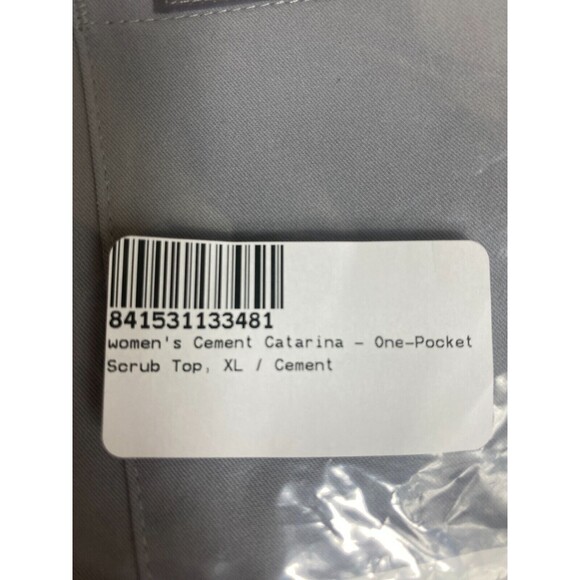 841531133481
women's Cement Catarina - One-Pocket
Scrub Top, XL / Cement